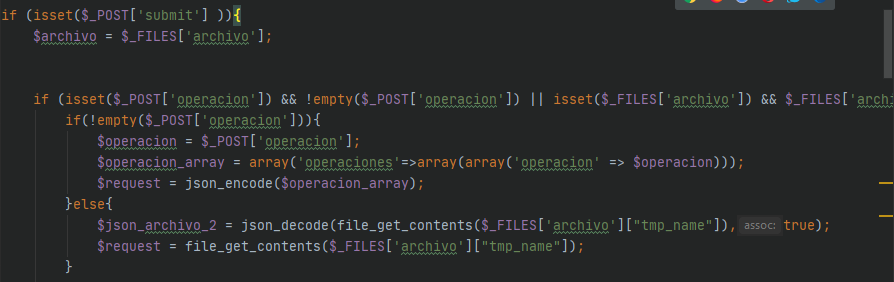 if (isset($_POST['submit'] )){
$archivo = $_FILES['archivo'];
if (isset($_POST['operacion']) && !empty($_POST['operacion']) || isset($_FILES['archivo']) && $_FILES['archi
if(!empty($_POST['operacion'])){
$operacion = $_POST['operacion'];
$operacion_array = array('operaciones'=>array(array('operacion' => $operacion)));
$request = json_encode($operacion_array);
}else{
$json_archivo_2 = json_decode(file_get_contents($_FILES['archivo']["tmp_name"]), assoc: true);
$request = file_get_contents($_FILES['archivo']["tmp_name"]);
}